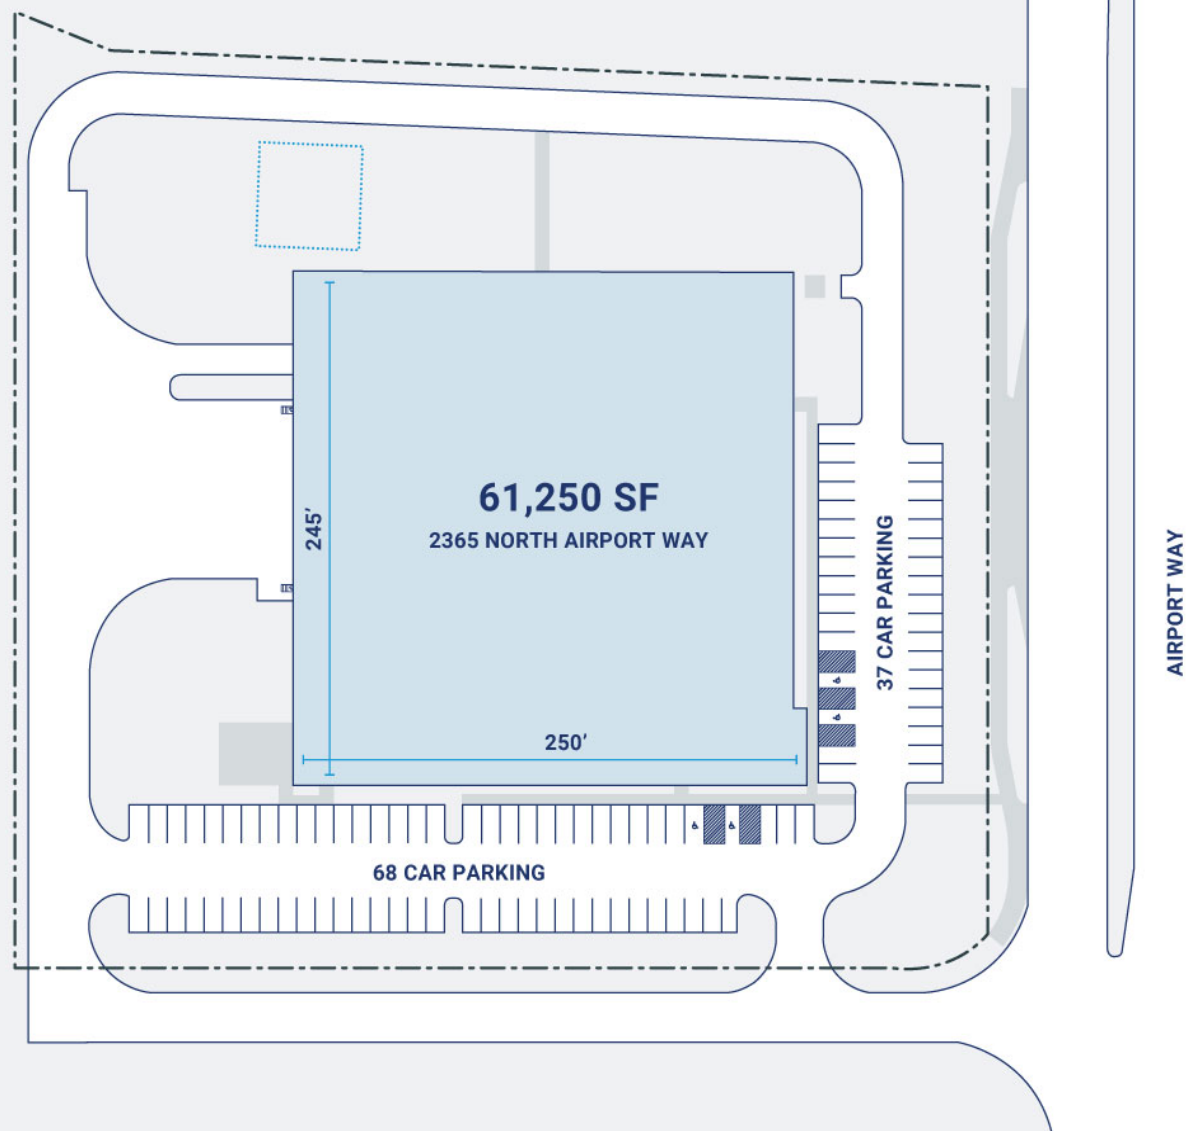 61,250 SF
2365 NORTH AIRPORT WAY
245’
250’
37 CAR PARKING
68 CAR PARKING
AIRPORT WAY